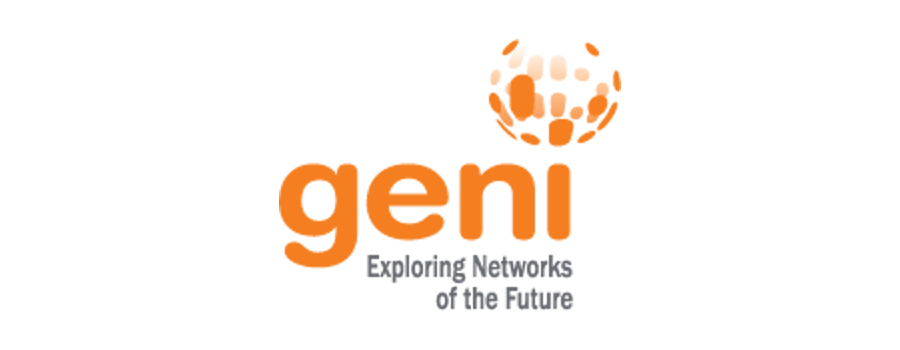 geni
Exploring Networks
of the Future